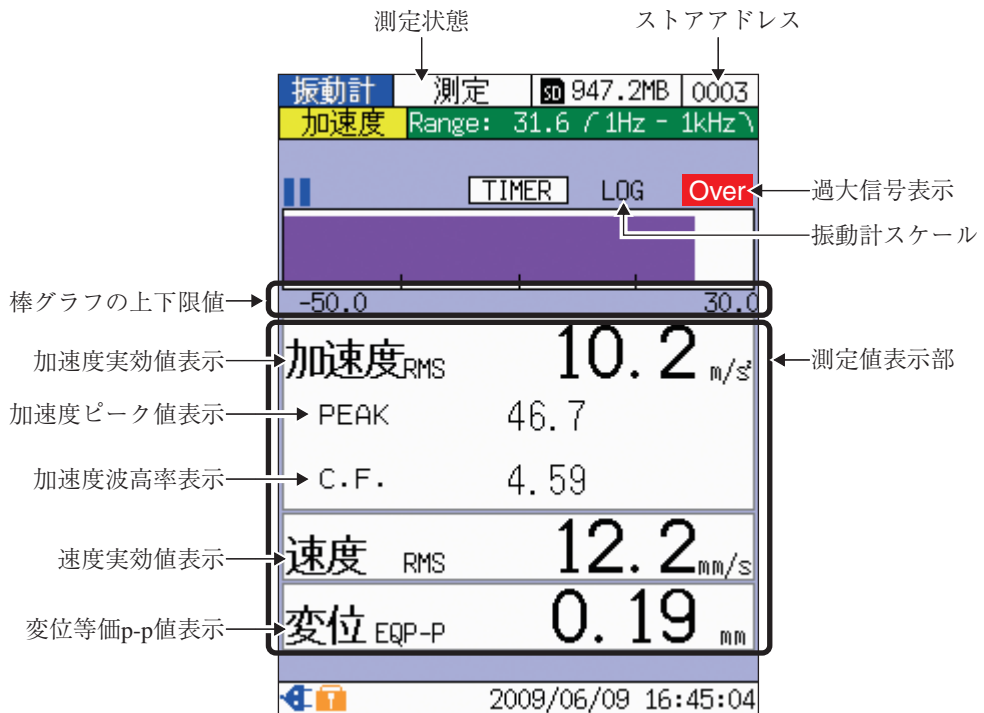 測定状態
ストアアドレス
振動計 測定 SD 947.2MB 0003
加速度 Range: 31.6 / 1Hz - 1kHz \
TIMER LOG Over
過大信号表示
振動計スケール
棒グラフの上下限値
-50.0 30.0
加速度実効値表示
加速度RMS 10.2 m/s²
測定値表示部
加速度ピーク値表示
PEAK 46.7
加速度波高率表示
C.F. 4.59
速度実効値表示
速度 RMS 12.2 mm/s
変位等価p-p値表示
変位 EQP-P 0.19 mm
2009/06/09 16:45:04